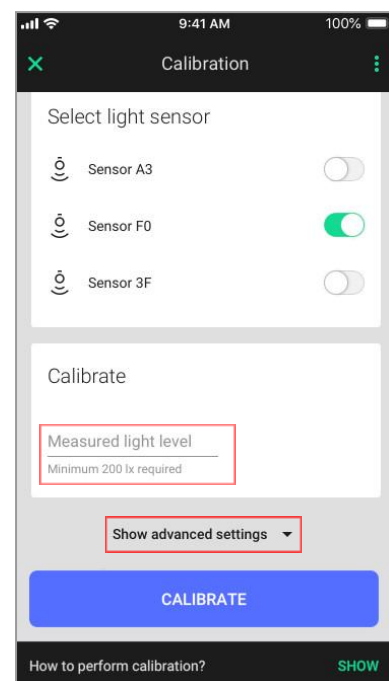 9:41 AM 100%
Calibration
Select light sensor
Sensor A3
Sensor F0
Sensor 3F
Calibrate
Measured light level
Minimum 200 lx required
Show advanced settings
CALIBRATE
How to perform calibration? SHOW